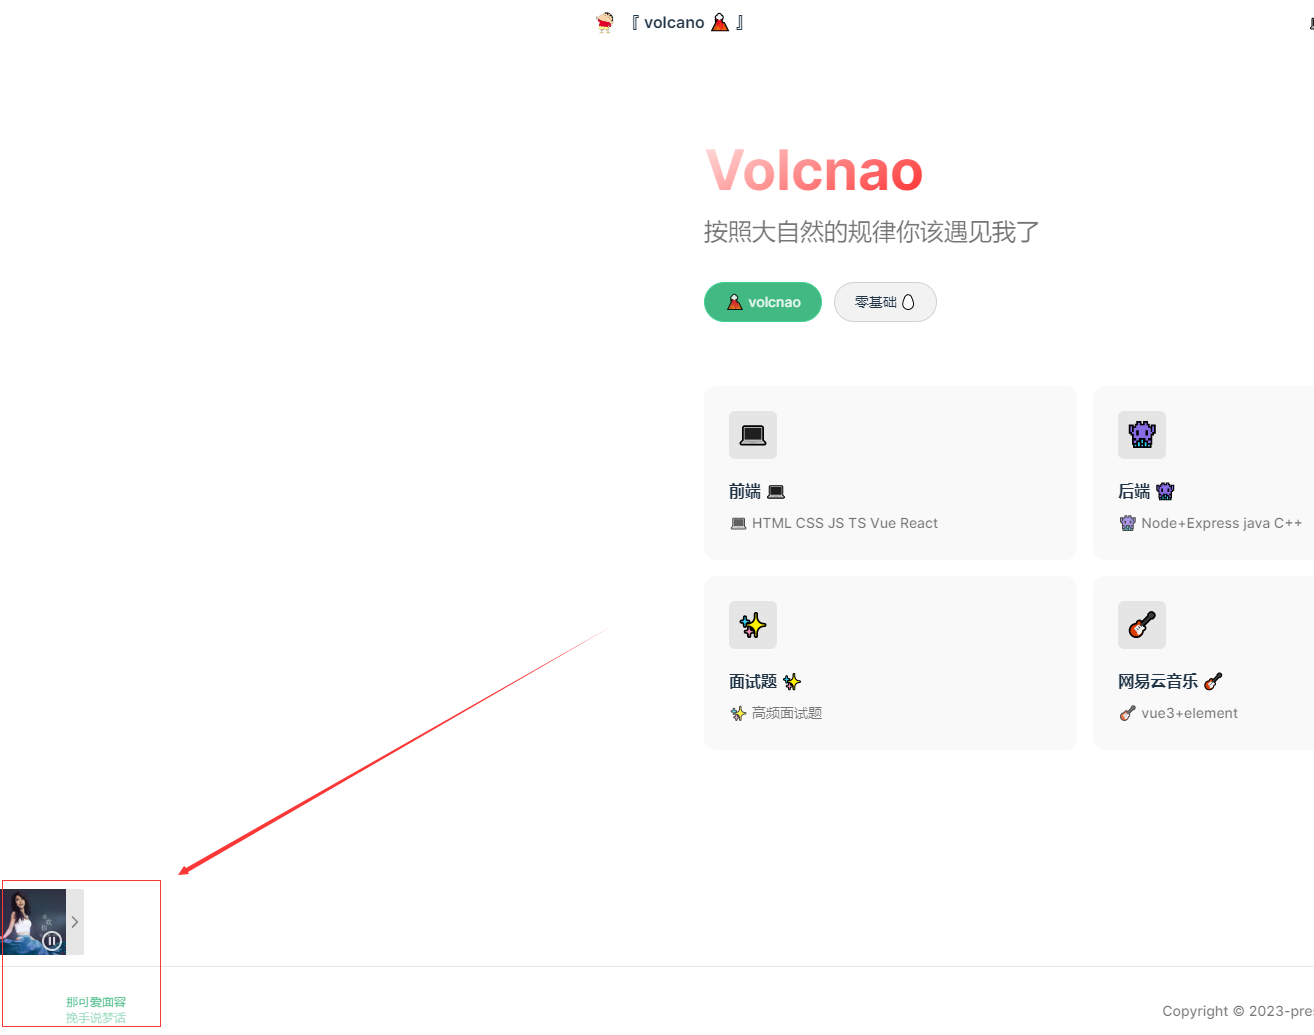 『 volcano 🌋 』
Volcnao
按照大自然的规律你该遇见我了
🌋 volcnao
零基础
前端 💻
💻 HTML CSS JS TS Vue React
后端 👾
👾 Node+Express java C++
面试题 ✨
✨ 高频面试题
网易云音乐 🎸
🎸 vue3+element
那可爱面容
挽手说梦话
Copyright © 2023-pre